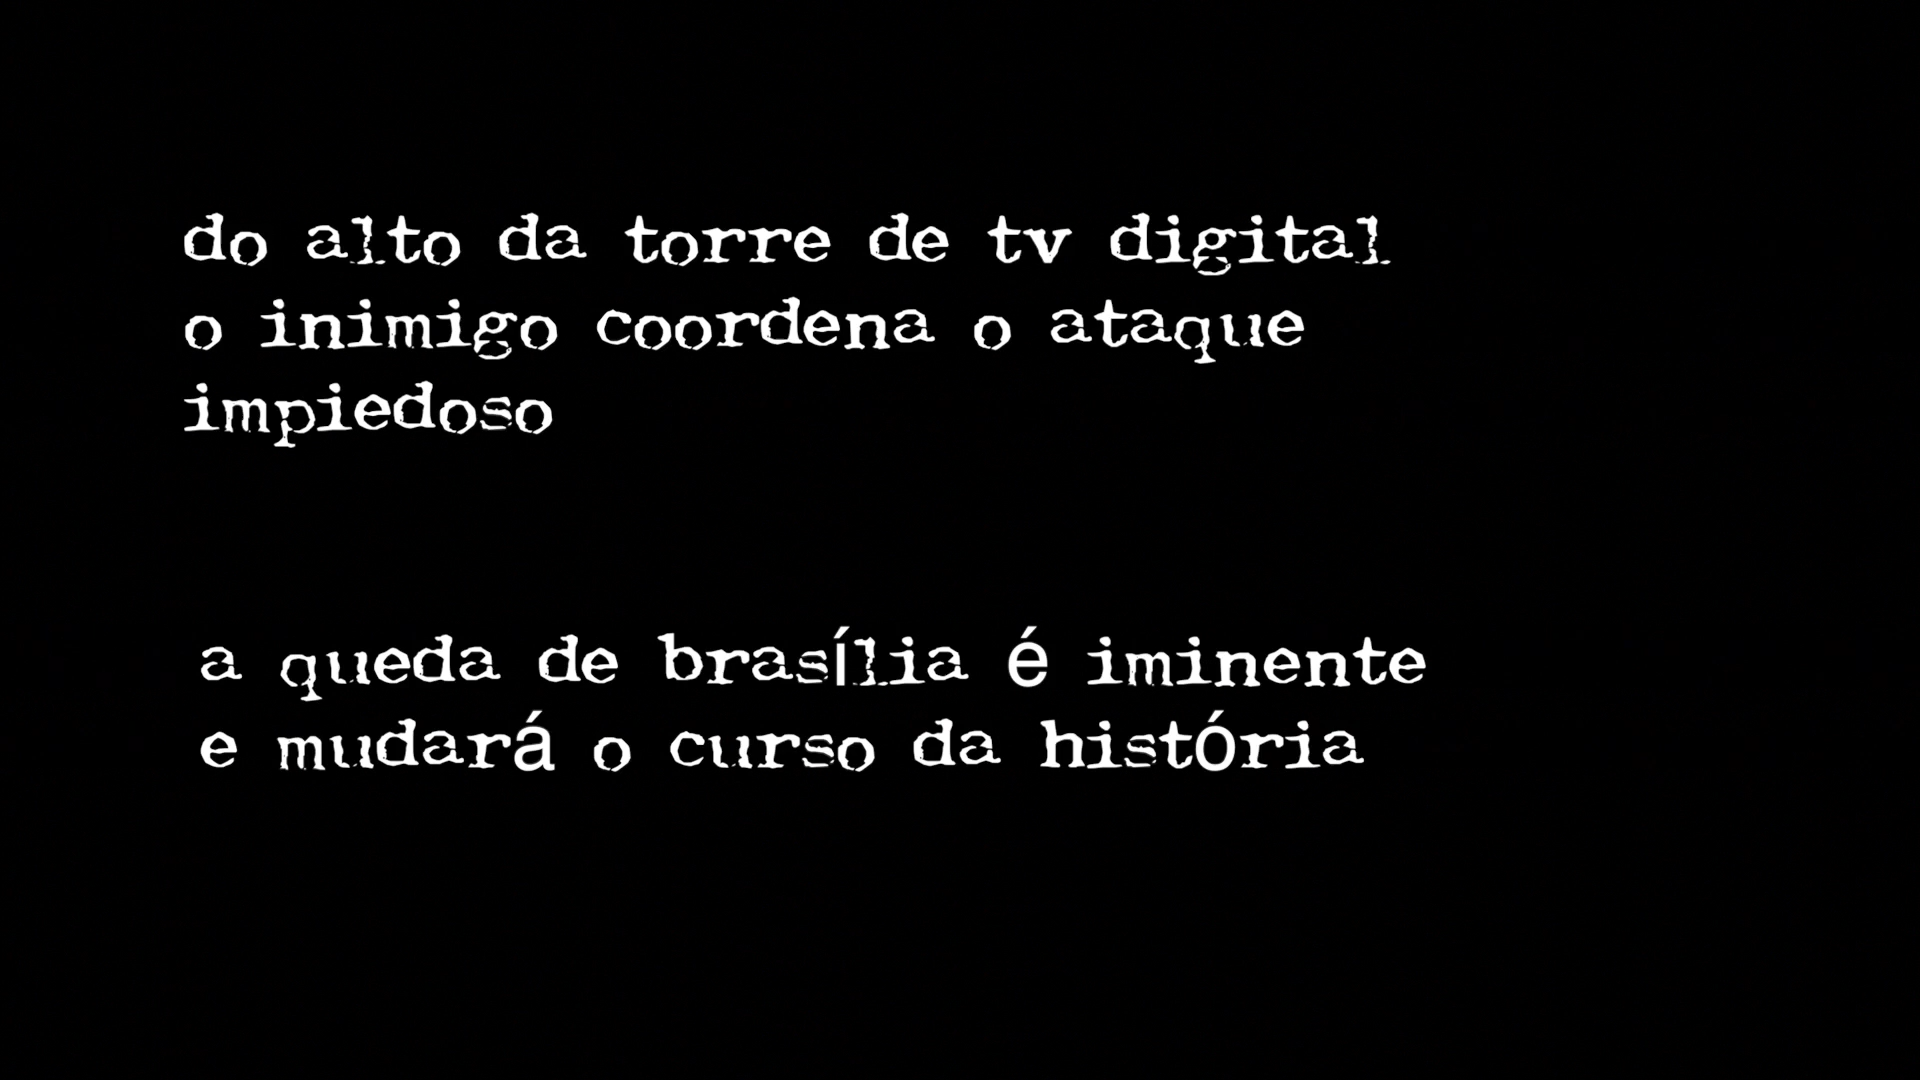 do alto da torre de tv digital
o inimigo coordena o ataque
impiedoso
a queda de brasília é iminente
e mudará o curso da história